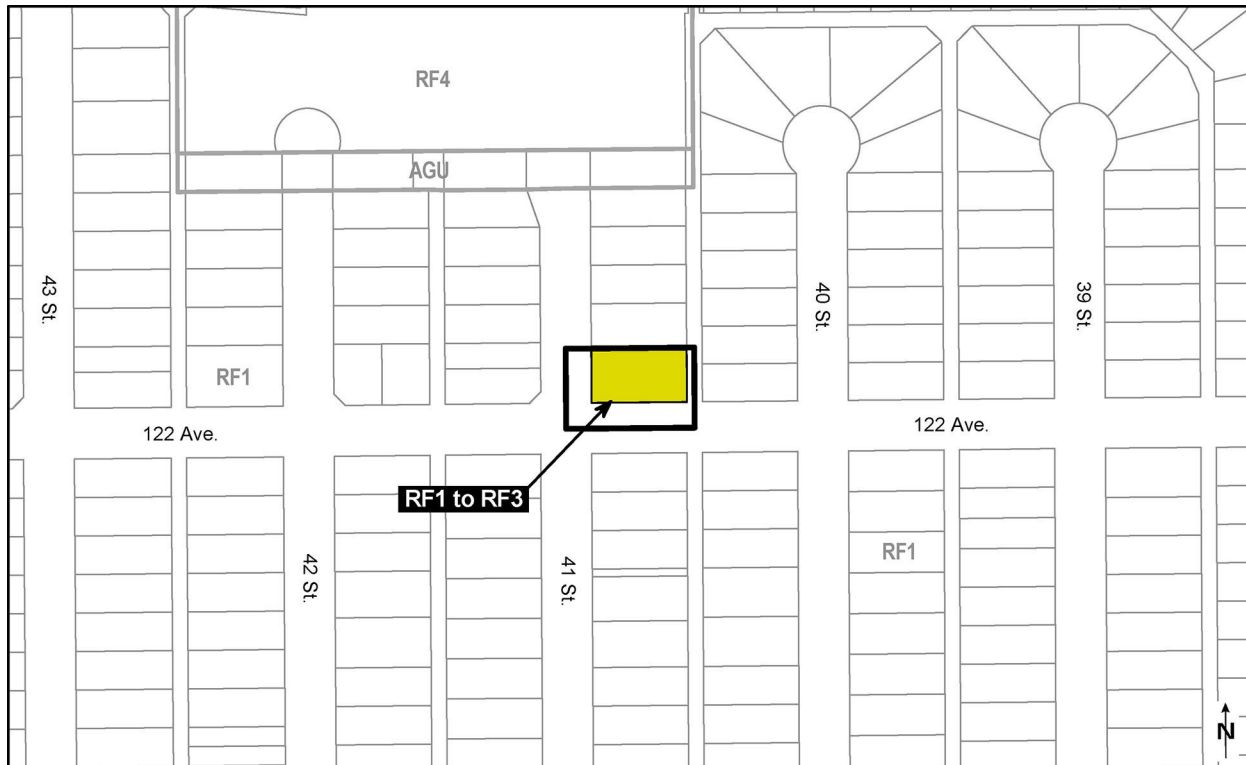 RF4
AGU
43 St.
40 St.
39 St.
RF1
122 Ave.
122 Ave.
RF1 to RF3
42 St.
41 St.
RF1
N